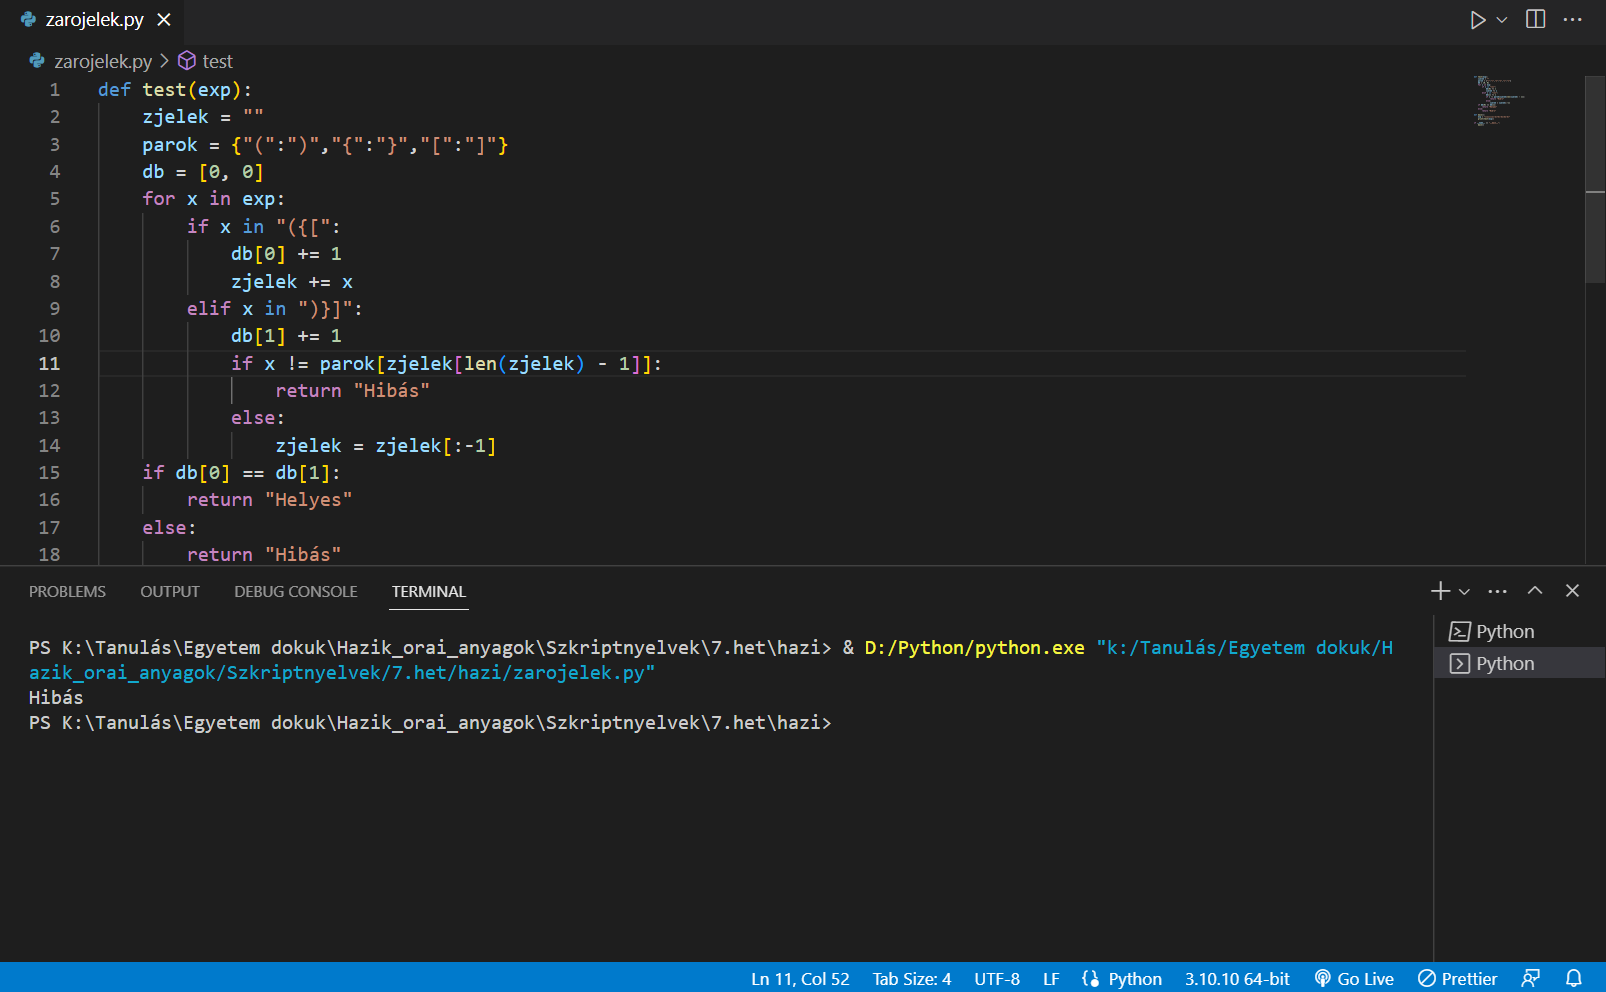 zarojelek.py
zarojelek.py > test
1 def test(exp):
2     zjelek = ""
3     parok = {"(":")","{":"}","[":"]"}
4     db = [0, 0]
5     for x in exp:
6         if x in "({[":
7             db[0] += 1
8             zjelek += x
9         elif x in ")}]":
10             db[1] += 1
11             if x != parok[zjelek[len(zjelek) - 1]]:
12                 return "Hibás"
13             else:
14                 zjelek = zjelek[:-1]
15     if db[0] == db[1]:
16         return "Helyes"
17     else:
18         return "Hibás"
PROBLEMS OUTPUT DEBUG CONSOLE TERMINAL
PS K:\Tanulás\Egyetem dokuk\Hazik_orai_anyagok\Szkriptnyelvek\7.het\hazi> & D:/Python/python.exe "k:/Tanulás/Egyetem dokuk/H
azik_orai_anyagok/Szkriptnyelvek/7.het/hazi/zarojelek.py"
Hibás
PS K:\Tanulás\Egyetem dokuk\Hazik_orai_anyagok\Szkriptnyelvek\7.het\hazi>
Python
Python
Ln 11, Col 52 Tab Size: 4 UTF-8 LF Python 3.10.10 64-bit Go Live Prettier